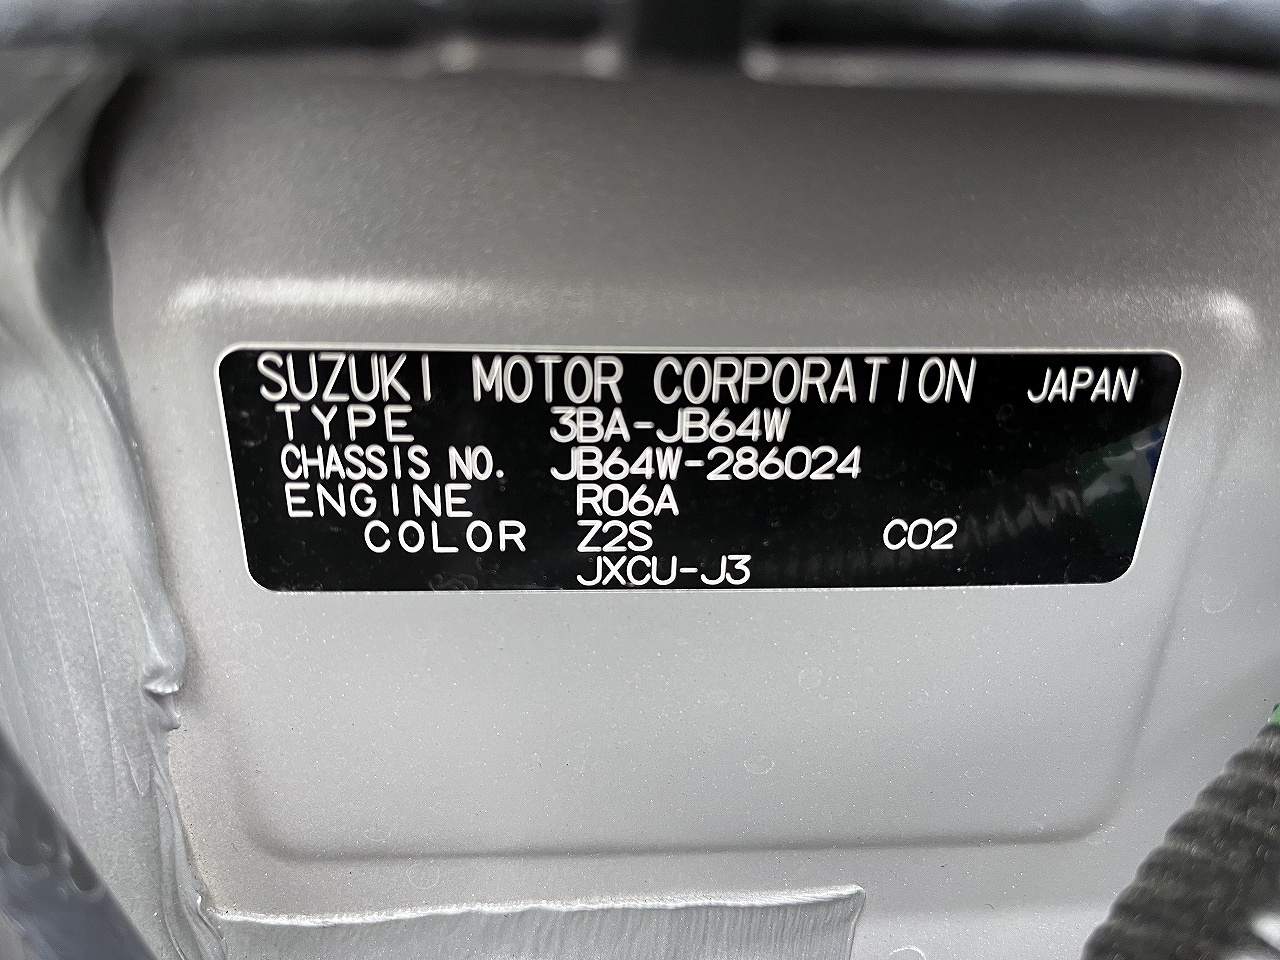 SUZUKI MOTOR CORPORATION JAPAN
TYPE 3BA-JB64W
CHASSIS NO. JB64W-286024
ENGINE R06A
COLOR Z2S C02
JXCU-J3